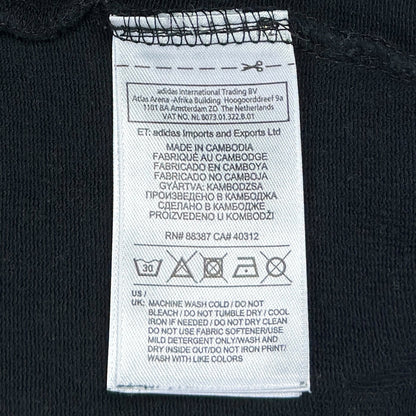 adidas International Trading BV
Atlas Arena -Afrika Building Hoogoorddreef 9a
1101 BA Amsterdam ZD The Netherlands
VAT NO. NL 8073.01.322.B.01
ET: adidas Imports and Exports Ltd
MADE IN CAMBODIA
FABRIQUÉ AU CAMBODGE
FABRICADO EN CAMBOYA
FABRICADO NO CAMBOJA
GYÁRTVA: KAMBODZSA
ПРОИЗВЕДЕНО В КАМБОДЖА
СДЕЛАНО В КАМБОДЖЕ
PROIZVEDENO U KOMBODŽI
RN# 88387 CA# 40312
30
US /
UK: MACHINE WASH COLD / DO NOT
BLEACH / DO NOT TUMBLE DRY / COOL
IRON IF NEEDED / DO NOT DRY
CLEAN / DO NOT USE FABRIC SOFTENER/USE
MILD DETERGENT ONLY/WASH AND
DRY INSIDE OUT/DO NOT IRON PRINT/
WASH WITH LIKE COLORS